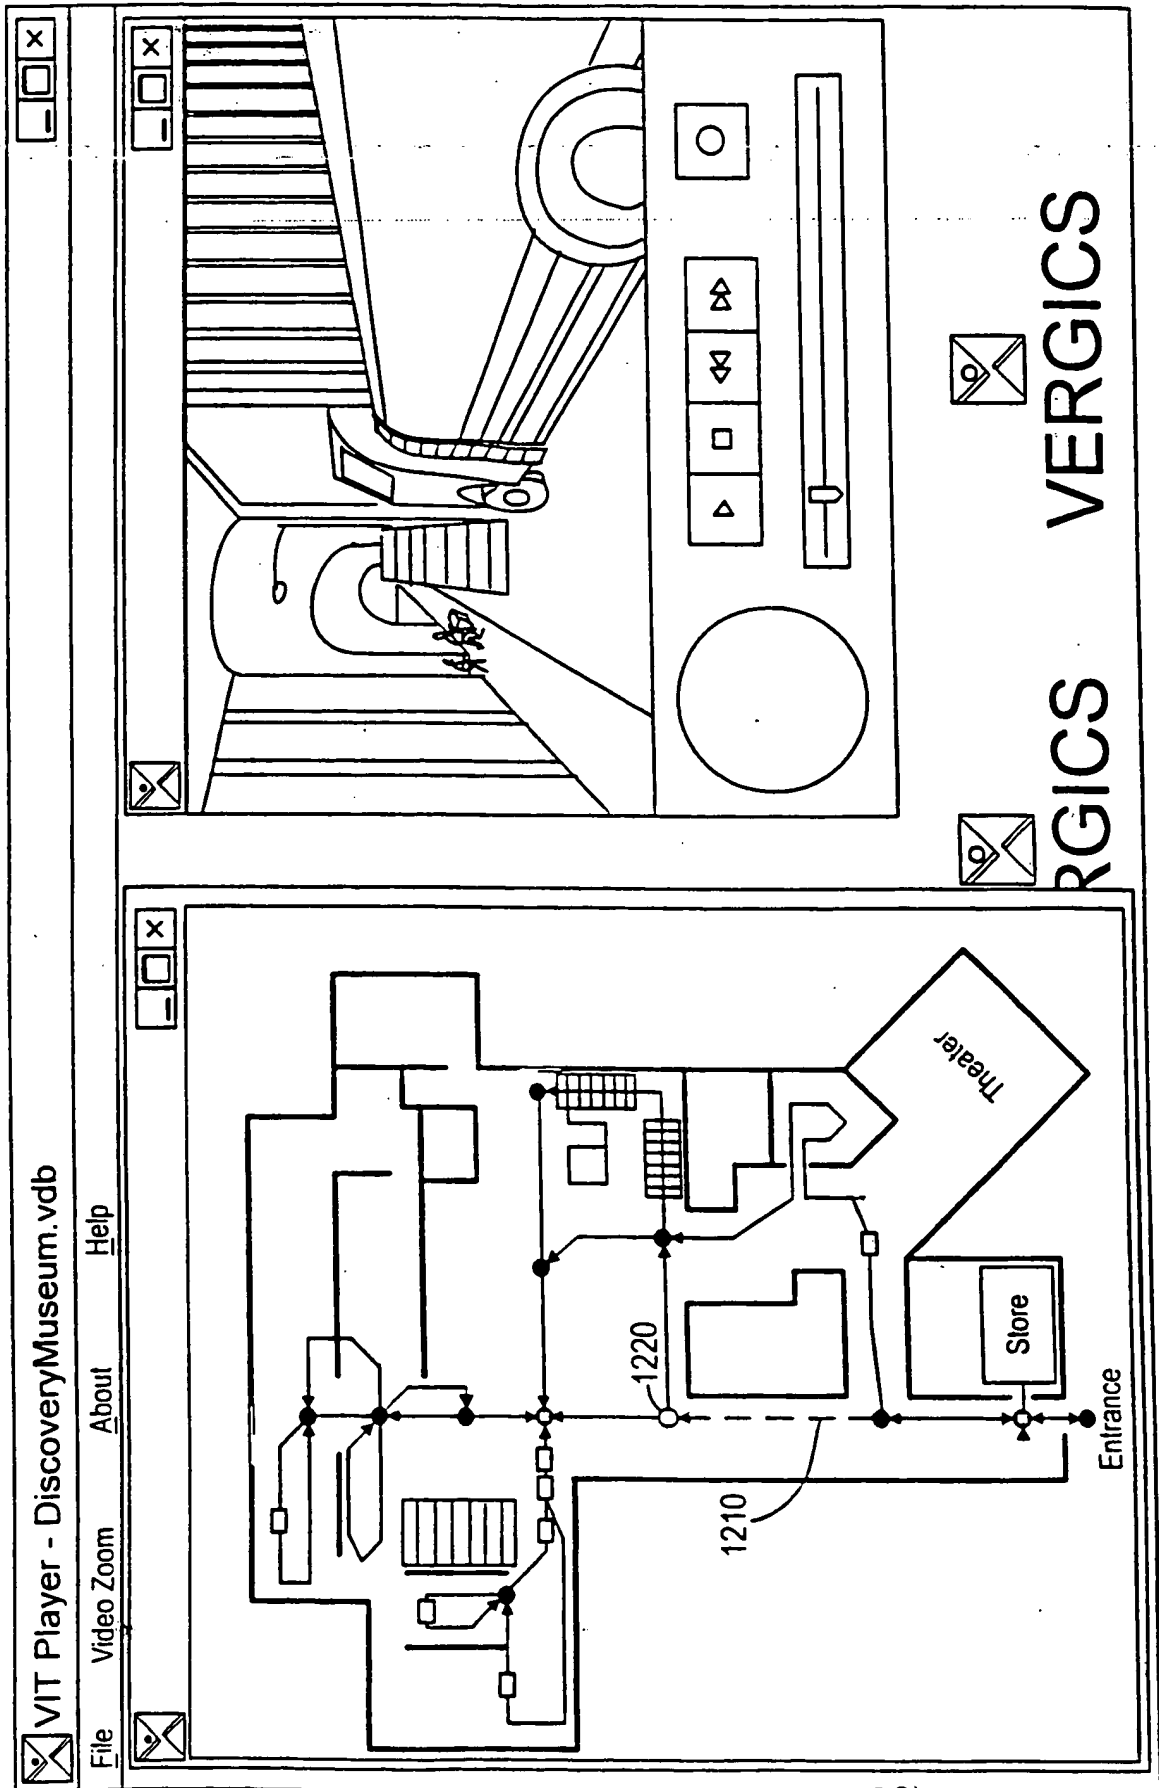 VIT Player - DiscoveryMuseum.vdb
File Video Zoom About Help
1220
1210
Theater
Store
Entrance
RGICS
VERGICS